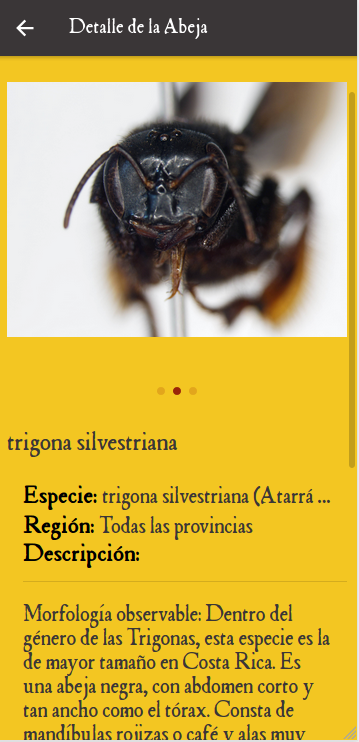 Detalle de la Abeja
trigona silvestriana
Especie: trigona silvestriana (Atarrá ...
Región: Todas las provincias
Descripción:
Morfología observable: Dentro del
género de las Trigonas, esta especie es la
de mayor tamaño en Costa Rica. Es
una abeja negra, con abdomen corto y
tan ancho como el tórax. Consta de
mandíbulas rojizas o café y alas muy